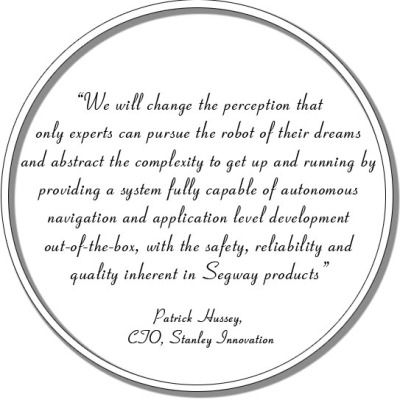 “We will change the perception that
only experts can pursue the robot of their dreams
and abstract the complexity to get up and running by
providing a system fully capable of autonomous
navigation and application level development
out-of-the-box, with the safety, reliability and
quality inherent in Segway products”
Patrick Hussey,
CTO, Stanley Innovation